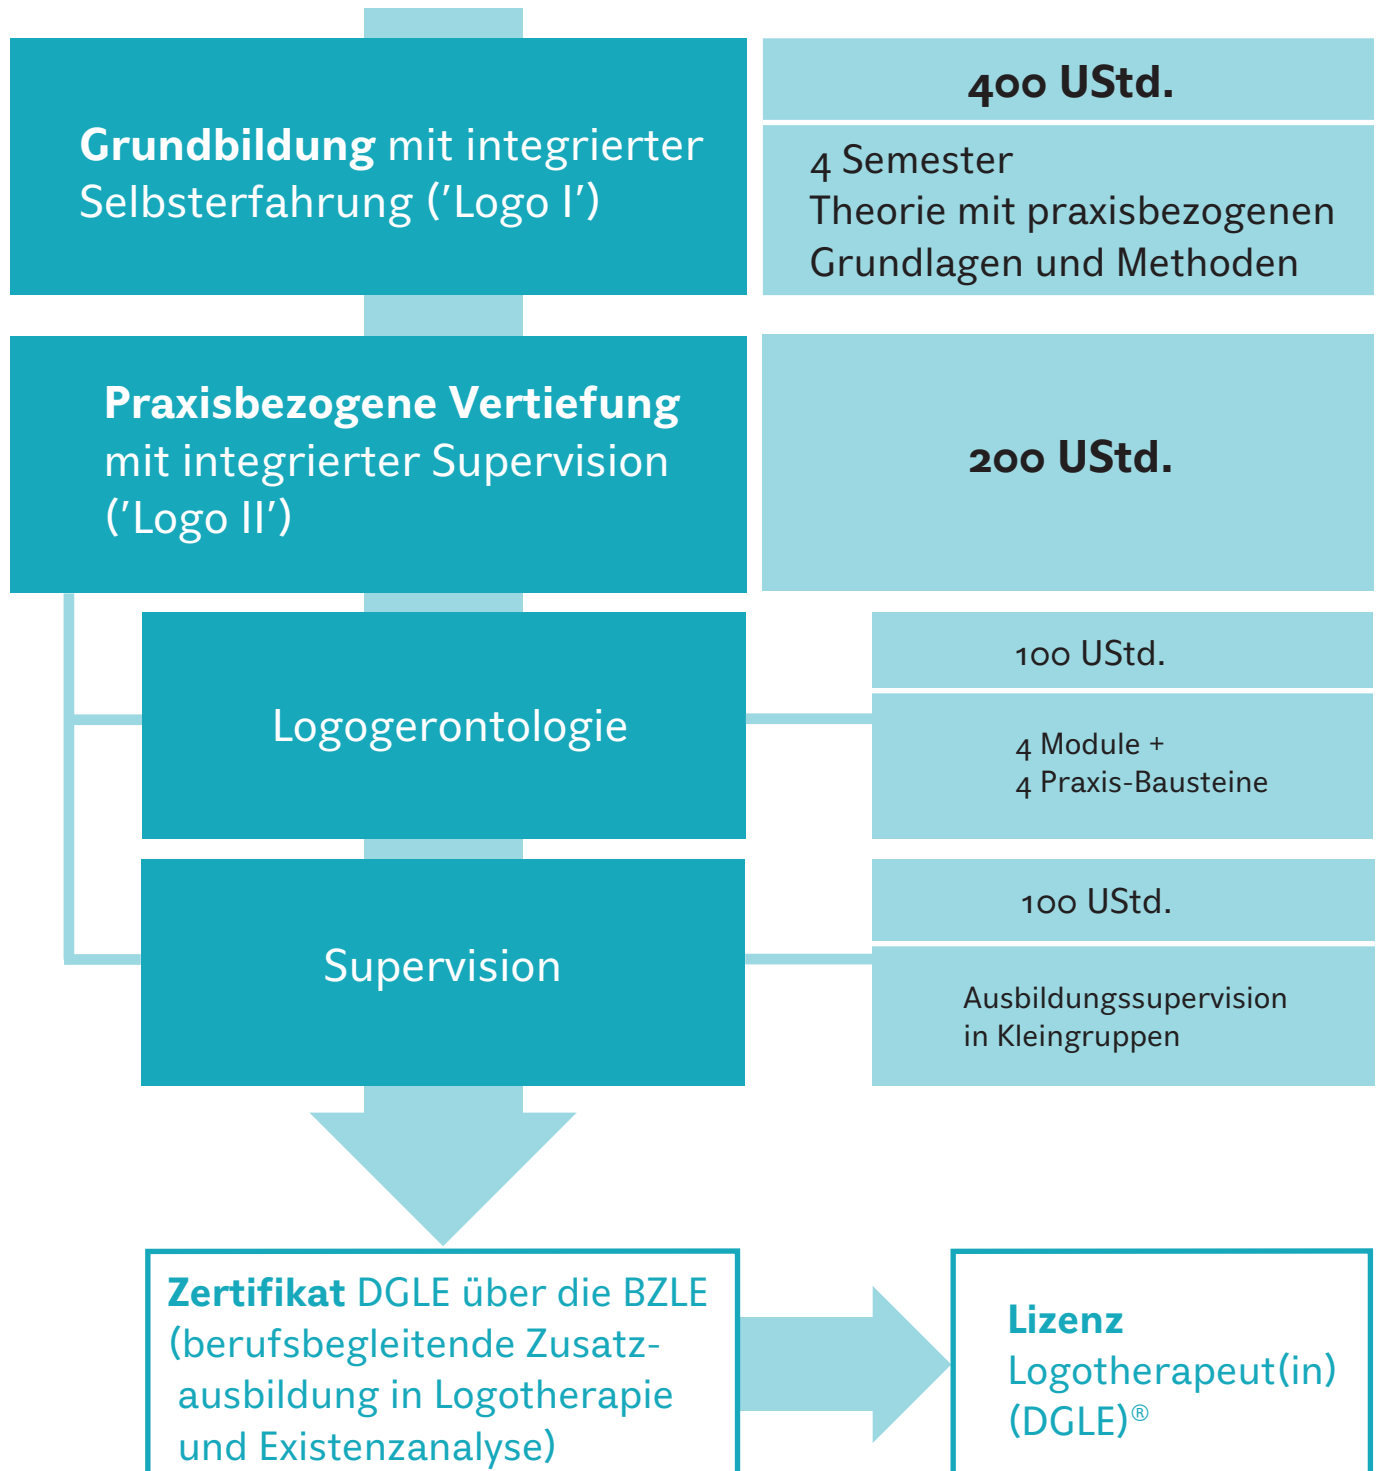 Grundbildung mit integrierter
Selbsterfahrung ('Logo I')
400 UStd.
4 Semester
Theorie mit praxisbezogenen
Grundlagen und Methoden
Praxisbezogene Vertiefung
mit integrierter Supervision
('Logo II')
200 UStd.
Logogerontologie
100 UStd.
4 Module +
4 Praxis-Bausteine
Supervision
100 UStd.
Ausbildungssupervision
in Kleingruppen
Zertifikat DGLE über die BZLE
(berufsbegleitende Zusatz-
ausbildung in Logotherapie
und Existenzanalyse)
Lizenz
Logotherapeut(in)
(DGLE)®